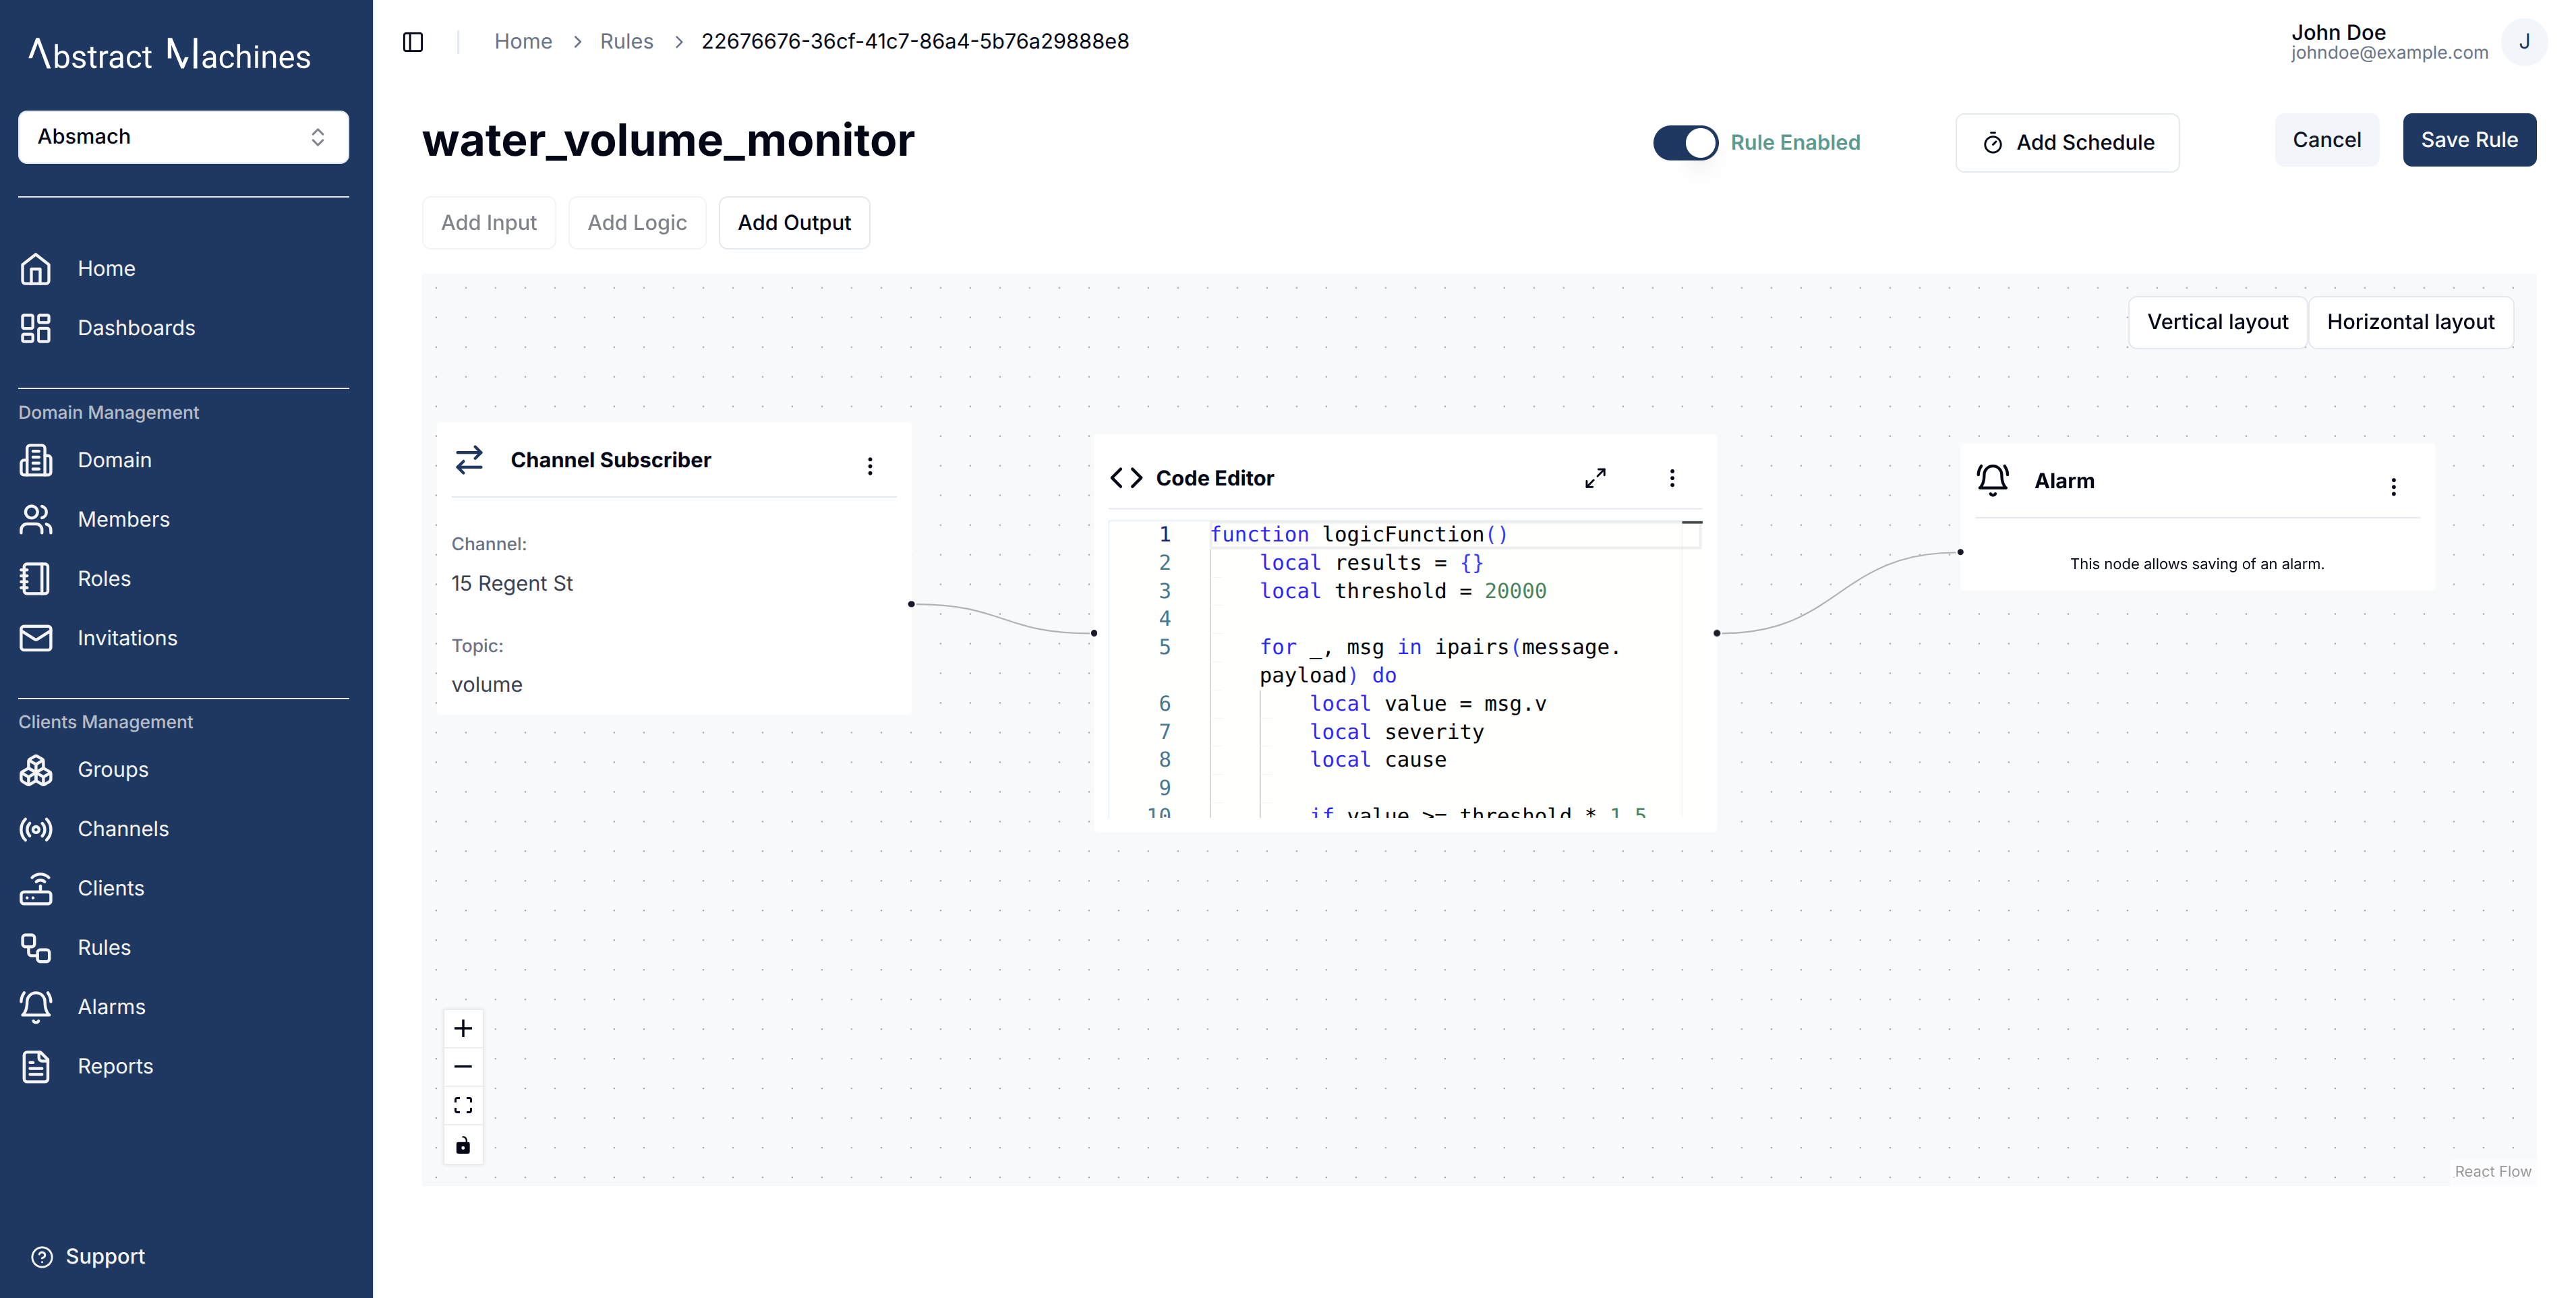 Abstract Machines
Absmach
Home
Dashboards
Domain Management
Domain
Members
Roles
Invitations
Clients Management
Groups
Channels
Clients
Rules
Alarms
Reports
Support
Home > Rules > 22676676-36cf-41c7-86a4-5b76a29888e8
John Doe
johndoe@example.com
J
water_volume_monitor
Rule Enabled
Add Schedule
Cancel
Save Rule
Add Input
Add Logic
Add Output
Vertical layout
Horizontal layout
Channel Subscriber
Channel:
15 Regent St
Topic:
volume
Code Editor
1 function logicFunction()
2 local results = {}
3 local threshold = 20000
4
5 for _, msg in ipairs(message.
payload) do
6 local value = msg.v
7 local severity
8 local cause
9
10 if value >= threshold * 1.5
Alarm
This node allows saving of an alarm.
React Flow